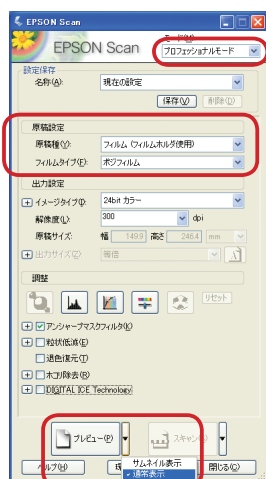 EPSON Scan
EPSON Scan
プロフェッショナルモード
設定保存
名称(A): 現在の設定
保存(V) 削除(D)
原稿設定
原稿種(Y): フィルム (フィルムホルダ使用)
フィルムタイプ(F): ポジフィルム
出力設定
イメージタイプ(I): 24bit カラー
解像度(L): 300 dpi
原稿サイズ: 幅 149.9 高さ 246.4 mm
出力サイズ(Z): 等倍
調整
リセット
アンシャープマスクフィルタ(K)
粒状低減(E)
退色復元(T)
ホコリ除去(R)
DIGITAL ICE Technology
プレビュー(P) スキャン(S)
サムネイル表示
通常表示
ヘルプ(H) 閉じる(C)